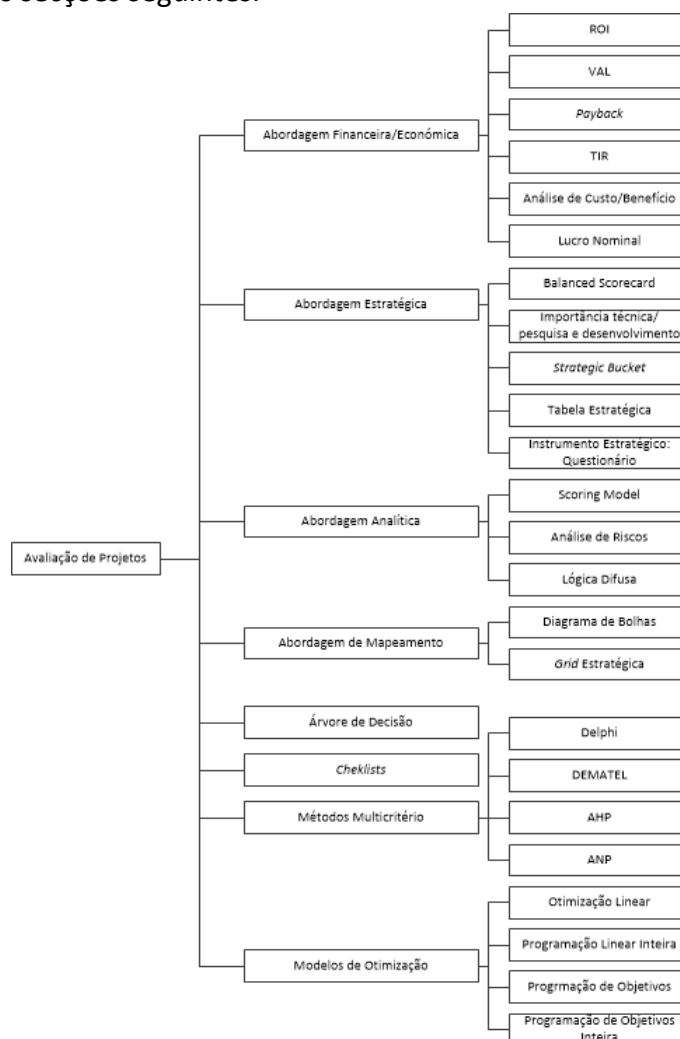 secções seguintes.
ROI
VAL
Payback
Abordagem Financeira/Económica
TIR
Análise de Custo/Benefício
Lucro Nominal
Balanced Scorecard
Abordagem Estratégica
Importância técnica/
pesquisa e desenvolvimento
Strategic Bucket
Tabela Estratégica
Instrumento Estratégico:
Questionário
Scoring Model
Abordagem Analítica
Análise de Riscos
Avaliação de Projetos
Lógica Difusa
Diagrama de Bolhas
Abordagem de Mapeamento
Grid Estratégica
Árvore de Decisão
Delphi
Cheklists
DEMATEL
Métodos Multicritério
AHP
ANP
Otimização Linear
Programação Linear Inteira
Modelos de Otimização
Progrmação de Objetivos
Programação de Objetivos
Inteira